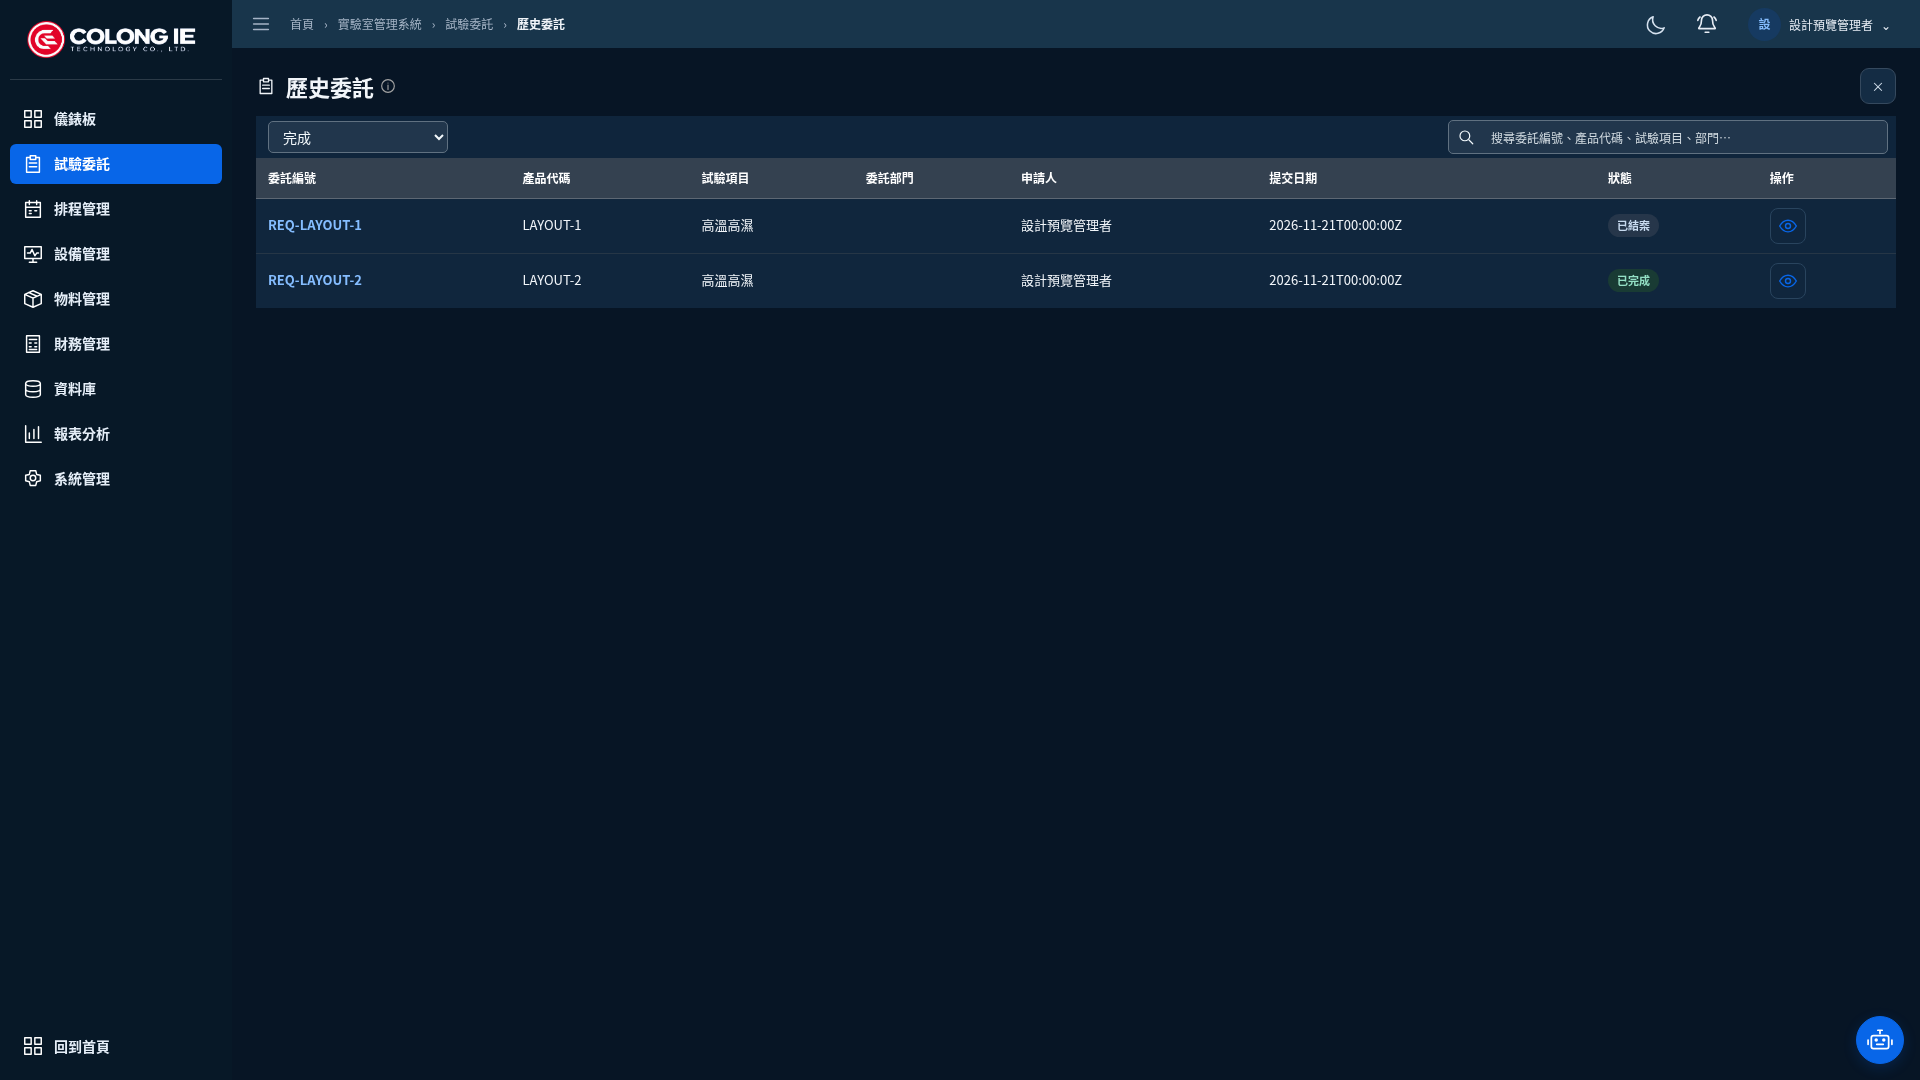 COLONG IE
TECHNOLOGY CO., LTD.
儀錶板
試驗委託
排程管理
設備管理
物料管理
財務管理
資料庫
報表分析
系統管理
回到首頁
首頁 › 實驗室管理系統 › 試驗委託 › 歷史委託
設 設計預覽管理者
歷史委託
完成
搜尋委託編號、產品代碼、試驗項目、部門…
委託編號 產品代碼 試驗項目 委託部門 申請人 提交日期 狀態 操作
REQ-LAYOUT-1 LAYOUT-1 高溫高濕 設計預覽管理者 2026-11-21T00:00:00Z 已結案
REQ-LAYOUT-2 LAYOUT-2 高溫高濕 設計預覽管理者 2026-11-21T00:00:00Z 已完成